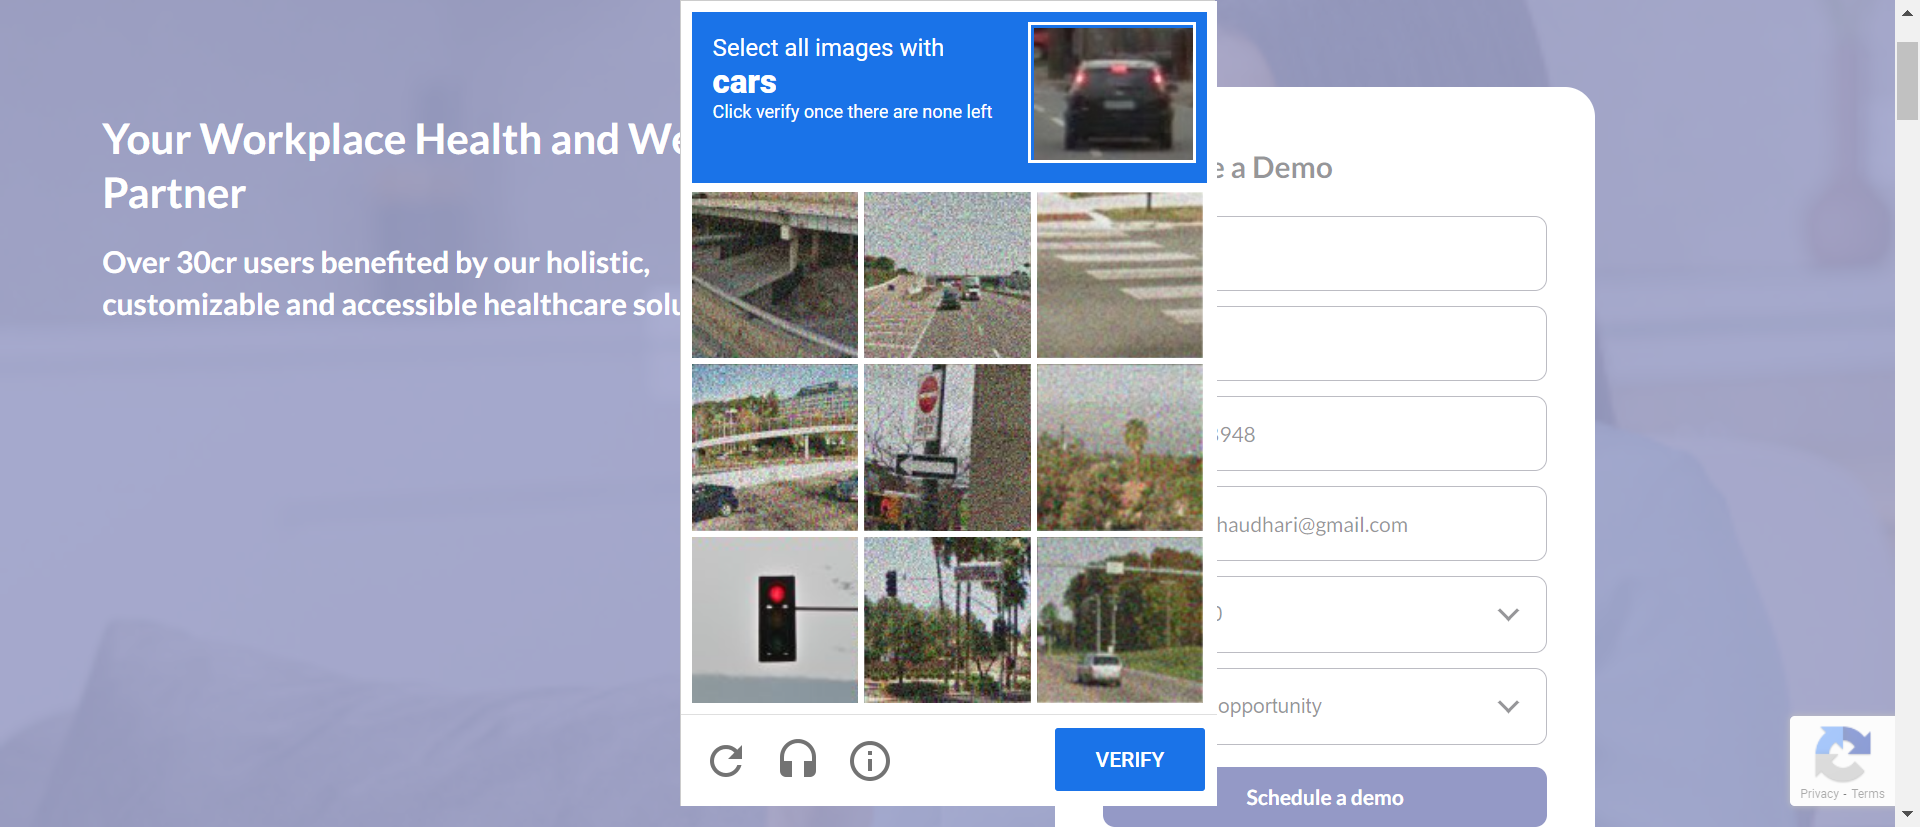 Your Workplace Health and We
Partner
Over 30cr users benefited by our holistic,
customizable and accessible healthcare solu
Select all images with
cars
Click verify once there are none left
VERIFY
e a Demo
3948
haudhari@gmail.com
0
opportunity
Schedule a demo
Privacy - Terms